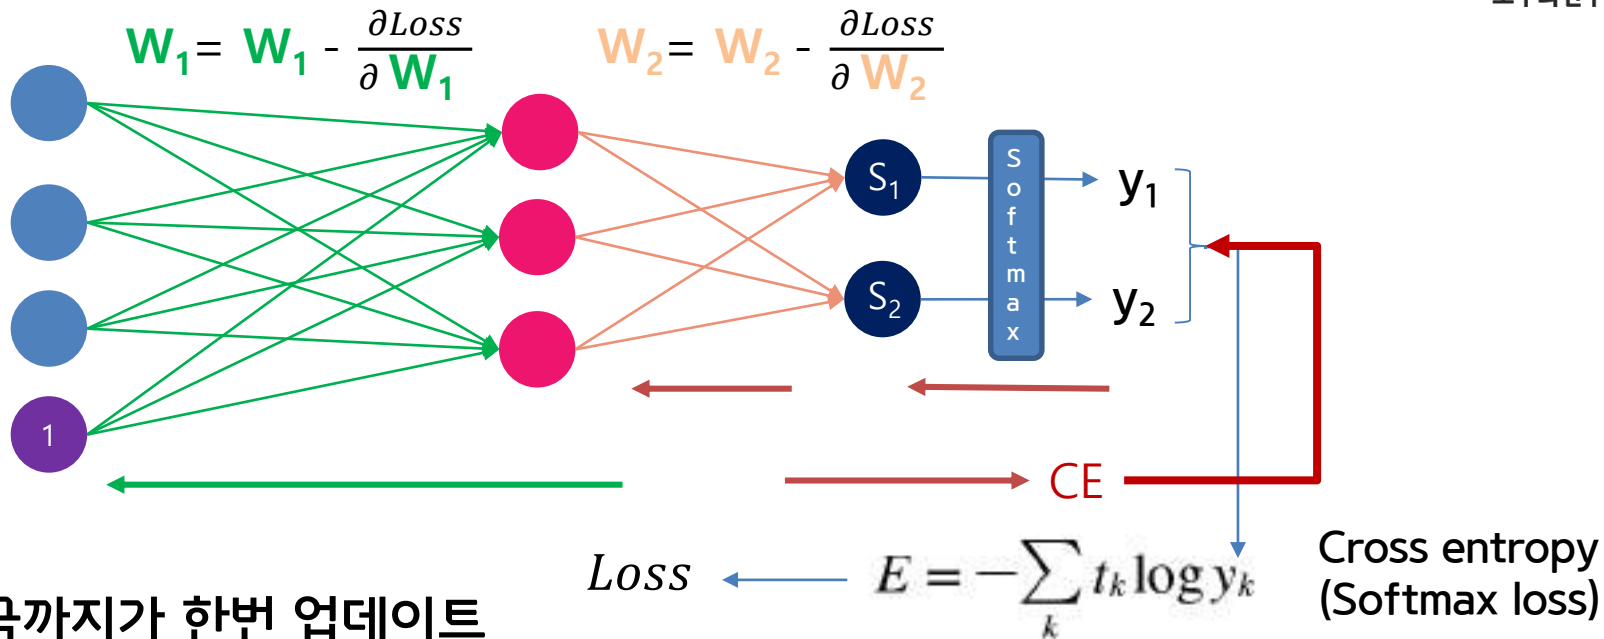 W₁= W₁ - ∂Loss / ∂ W₁
W₂= W₂ - ∂Loss / ∂ W₂
S₁
S₂
Softmax
y₁
y₂
1
CE
Loss
E = −∑ₖ tₖ log yₖ
Cross entropy
(Softmax loss)
까지가 한번 업데이트